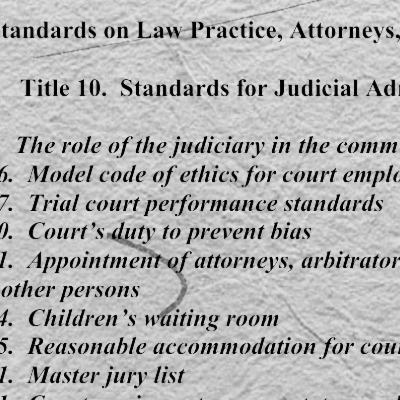 tandards on Law Practice, Attorneys,
Title 10. Standards for Judicial Ad
The role of the judiciary in the comm
6. Model code of ethics for court emplo
7. Trial court performance standards
0. Court’s duty to prevent bias
1. Appointment of attorneys, arbitrator
other persons
4. Children’s waiting room
5. Reasonable accommodation for cou
1. Master jury list